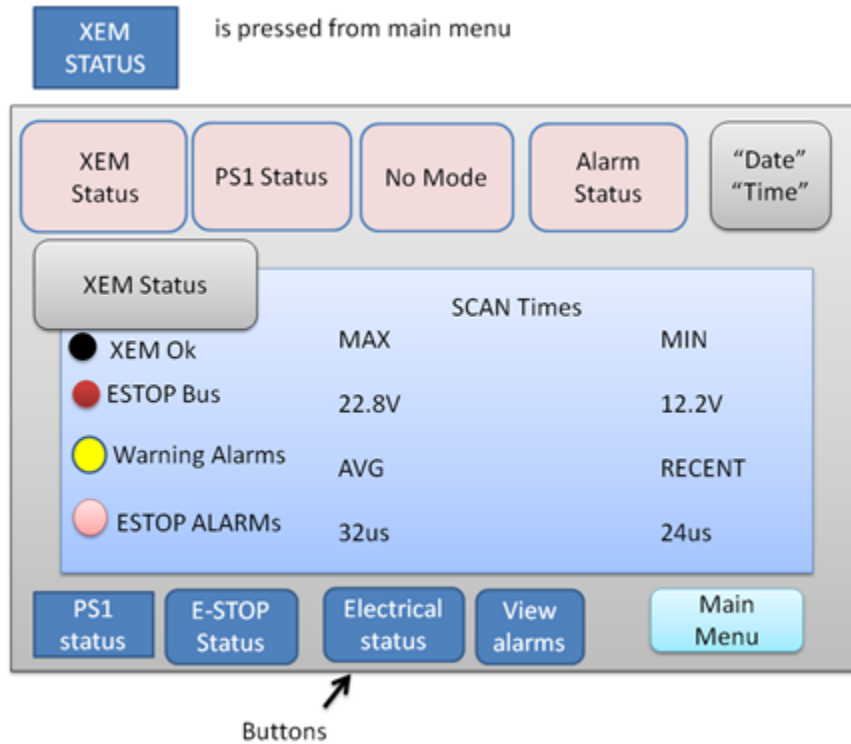 XEM
STATUS
is pressed from main menu
XEM
Status
PS1 Status
No Mode
Alarm
Status
“Date”
“Time”
XEM Status
SCAN Times
XEM Ok
MAX
MIN
ESTOP Bus
22.8V
12.2V
Warning Alarms
AVG
RECENT
ESTOP ALARMs
32us
24us
PS1
status
E-STOP
Status
Electrical
status
View
alarms
Main
Menu
Buttons